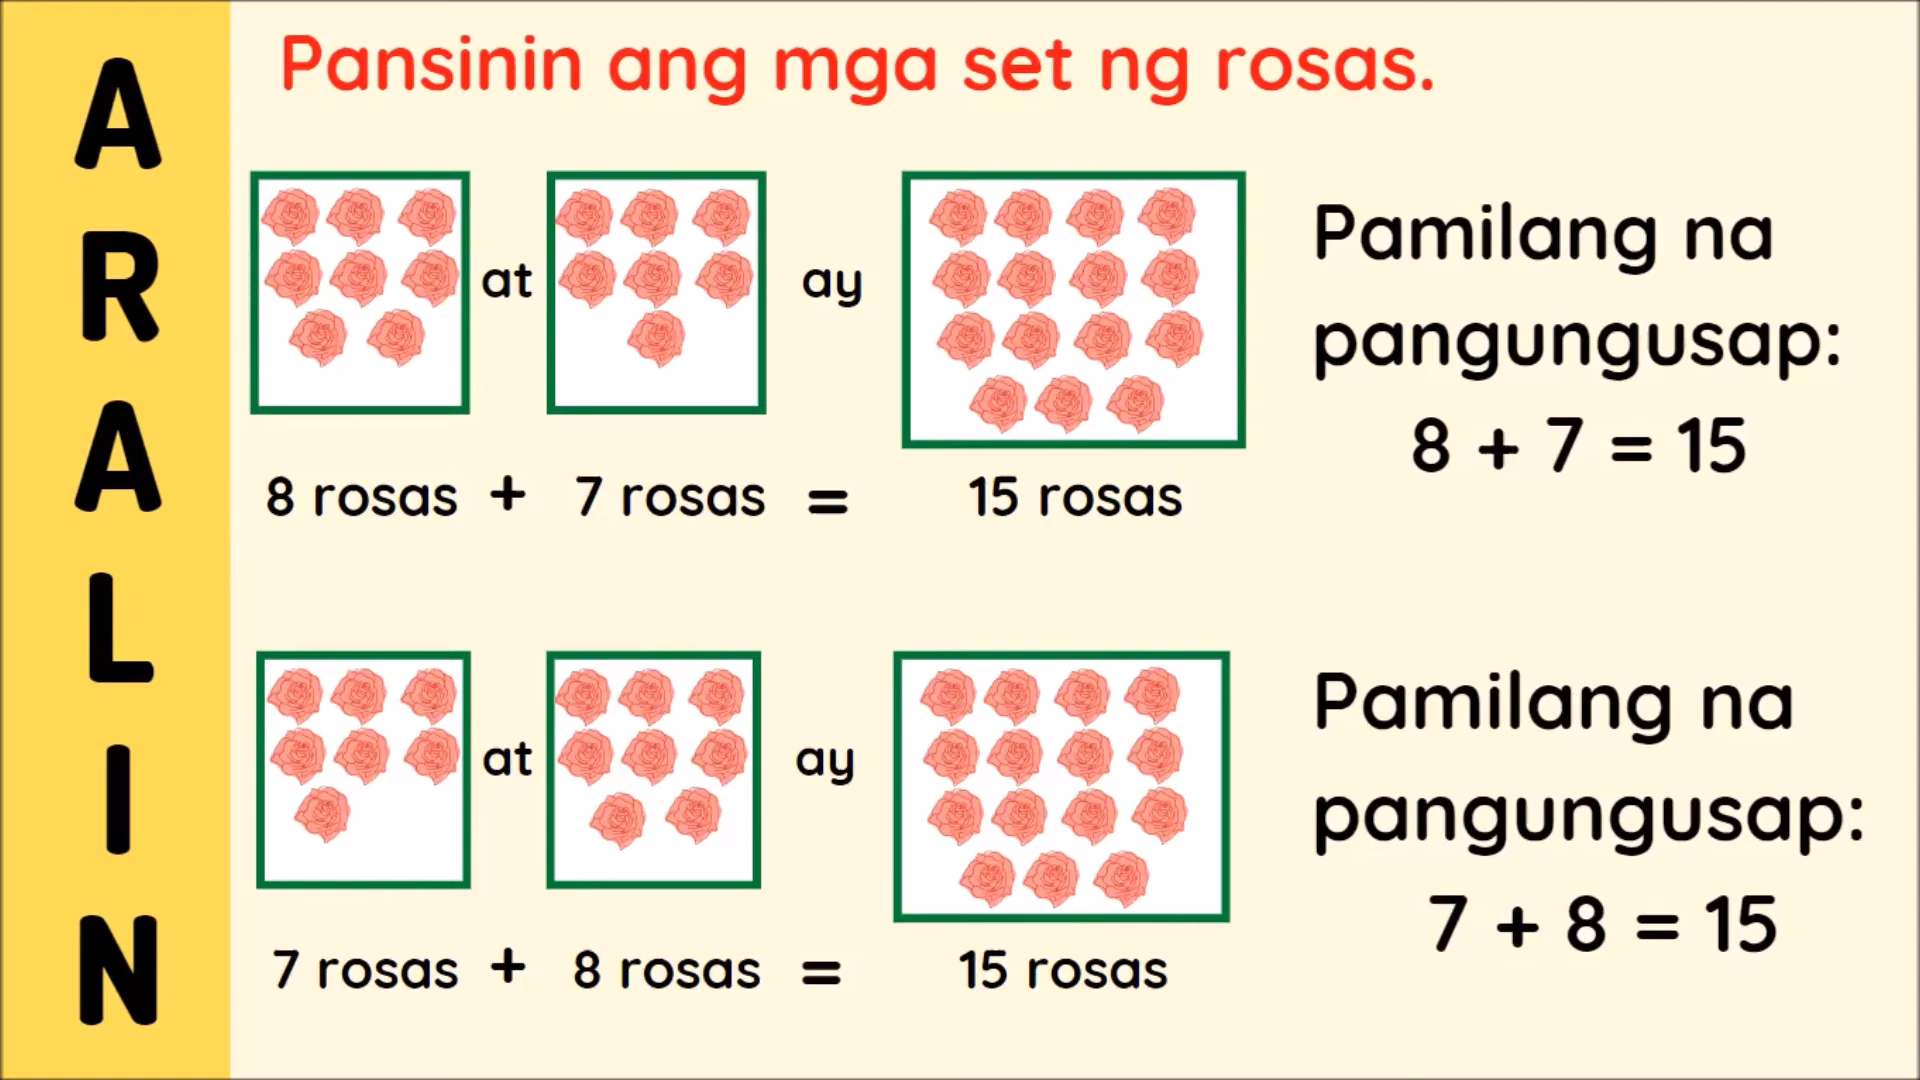 ARALIN
Pansinin ang mga set ng rosas.
at ay
8 rosas + 7 rosas = 15 rosas
Pamilang na
pangungusap:
8 + 7 = 15
at ay
7 rosas + 8 rosas = 15 rosas
Pamilang na
pangungusap:
7 + 8 = 15